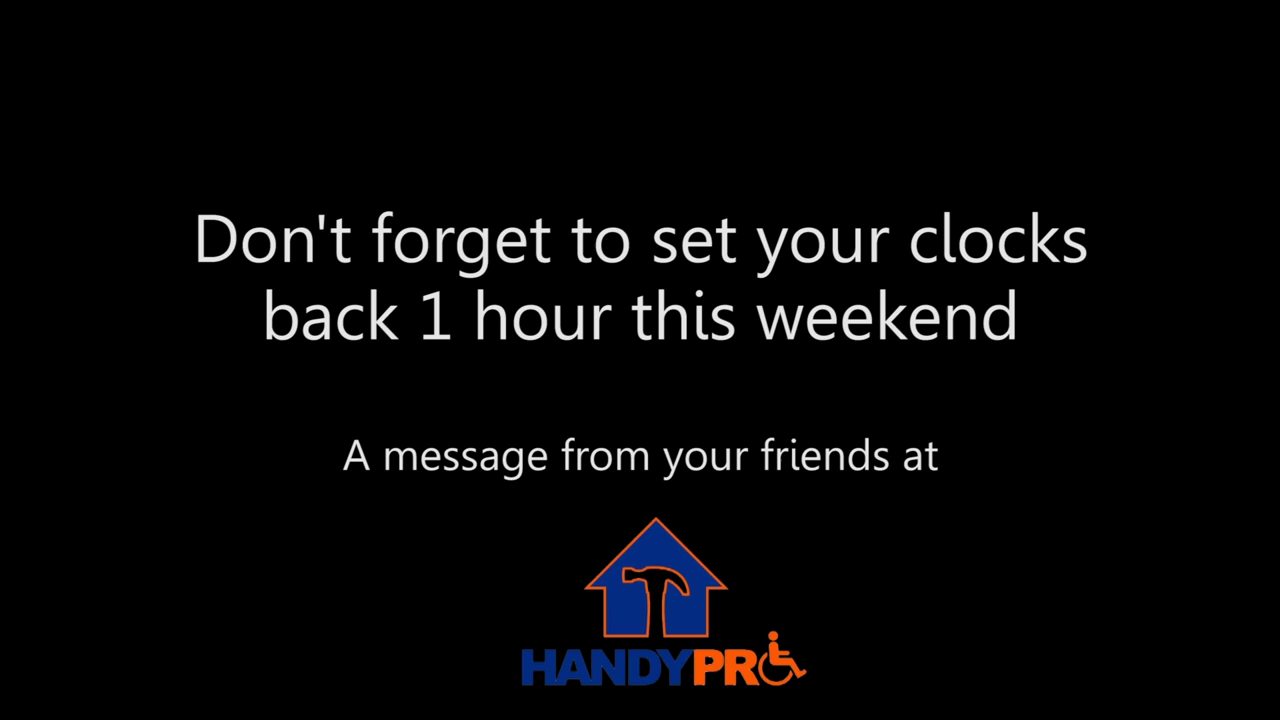 Don't forget to set your clocks
back 1 hour this weekend
A message from your friends at
HANDYPRO